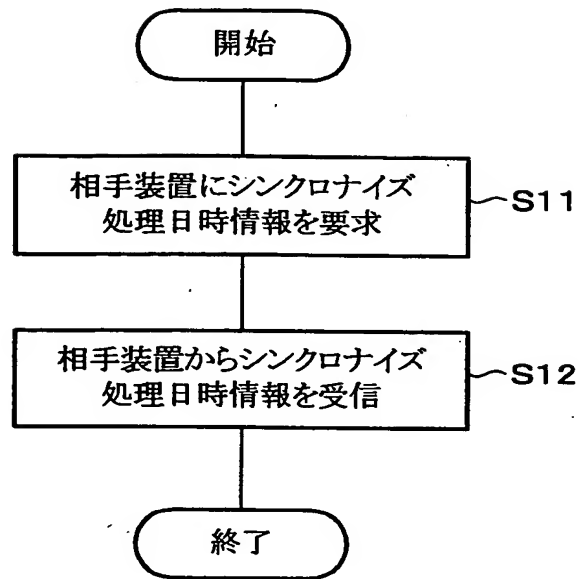 開始
相手装置にシンクロナイズ
処理日時情報を要求
S11
相手装置からシンクロナイズ
処理日時情報を受信
S12
終了